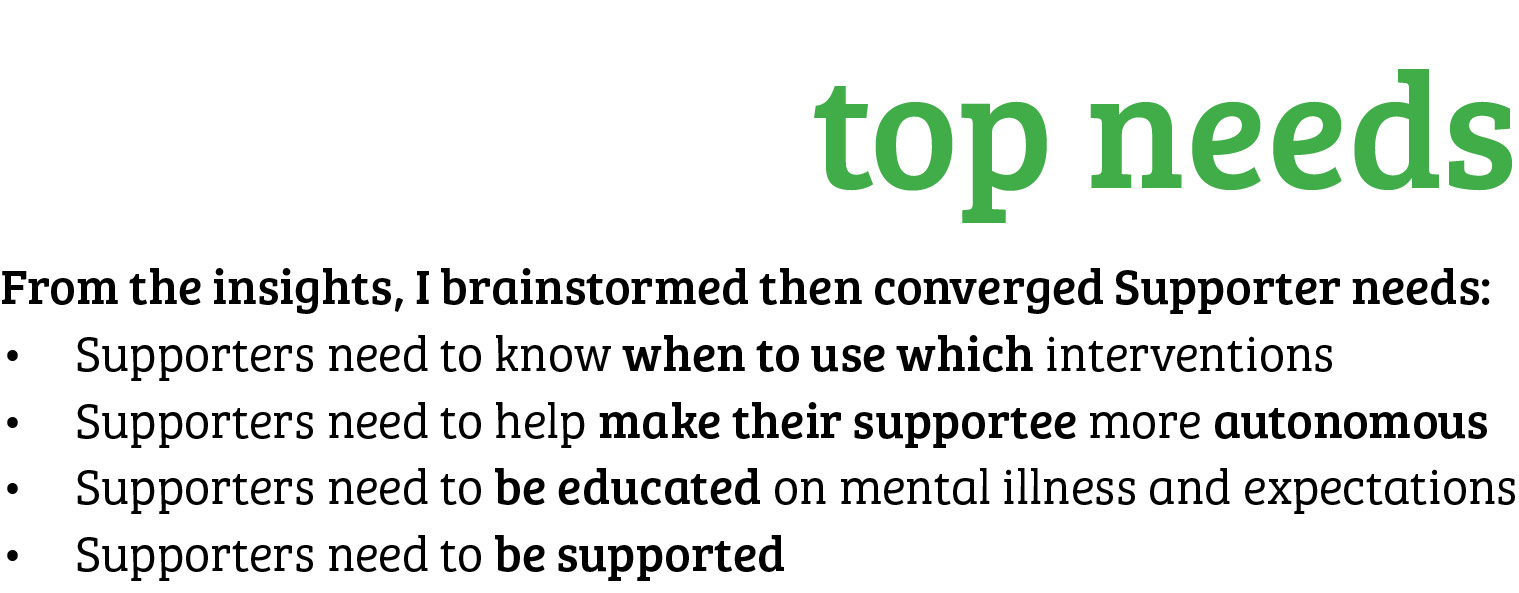 top needs
From the insights, I brainstormed then converged Supporter needs:
• Supporters need to know when to use which interventions
• Supporters need to help make their supportee more autonomous
• Supporters need to be educated on mental illness and expectations
• Supporters need to be supported